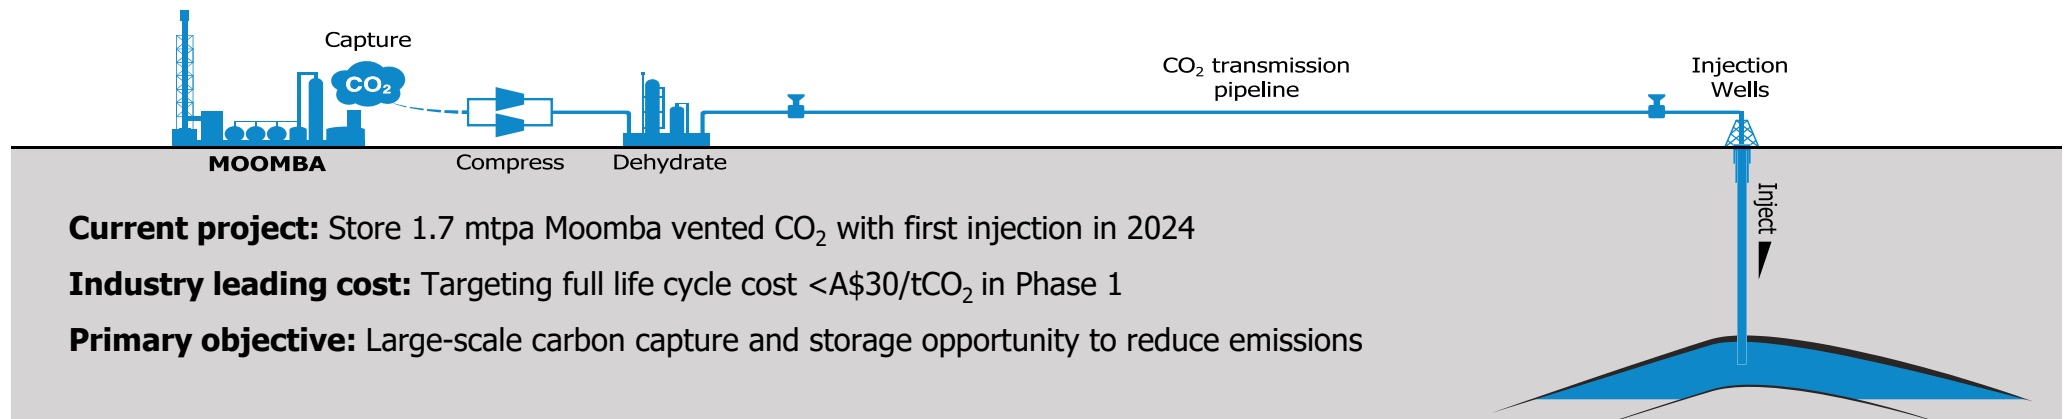 Capture
CO₂
CO₂ transmission
pipeline
Injection
Wells
MOOMBA
Compress
Dehydrate
Inject
Current project: Store 1.7 mtpa Moomba vented CO₂ with first injection in 2024
Industry leading cost: Targeting full life cycle cost <A$30/tCO₂ in Phase 1
Primary objective: Large-scale carbon capture and storage opportunity to reduce emissions